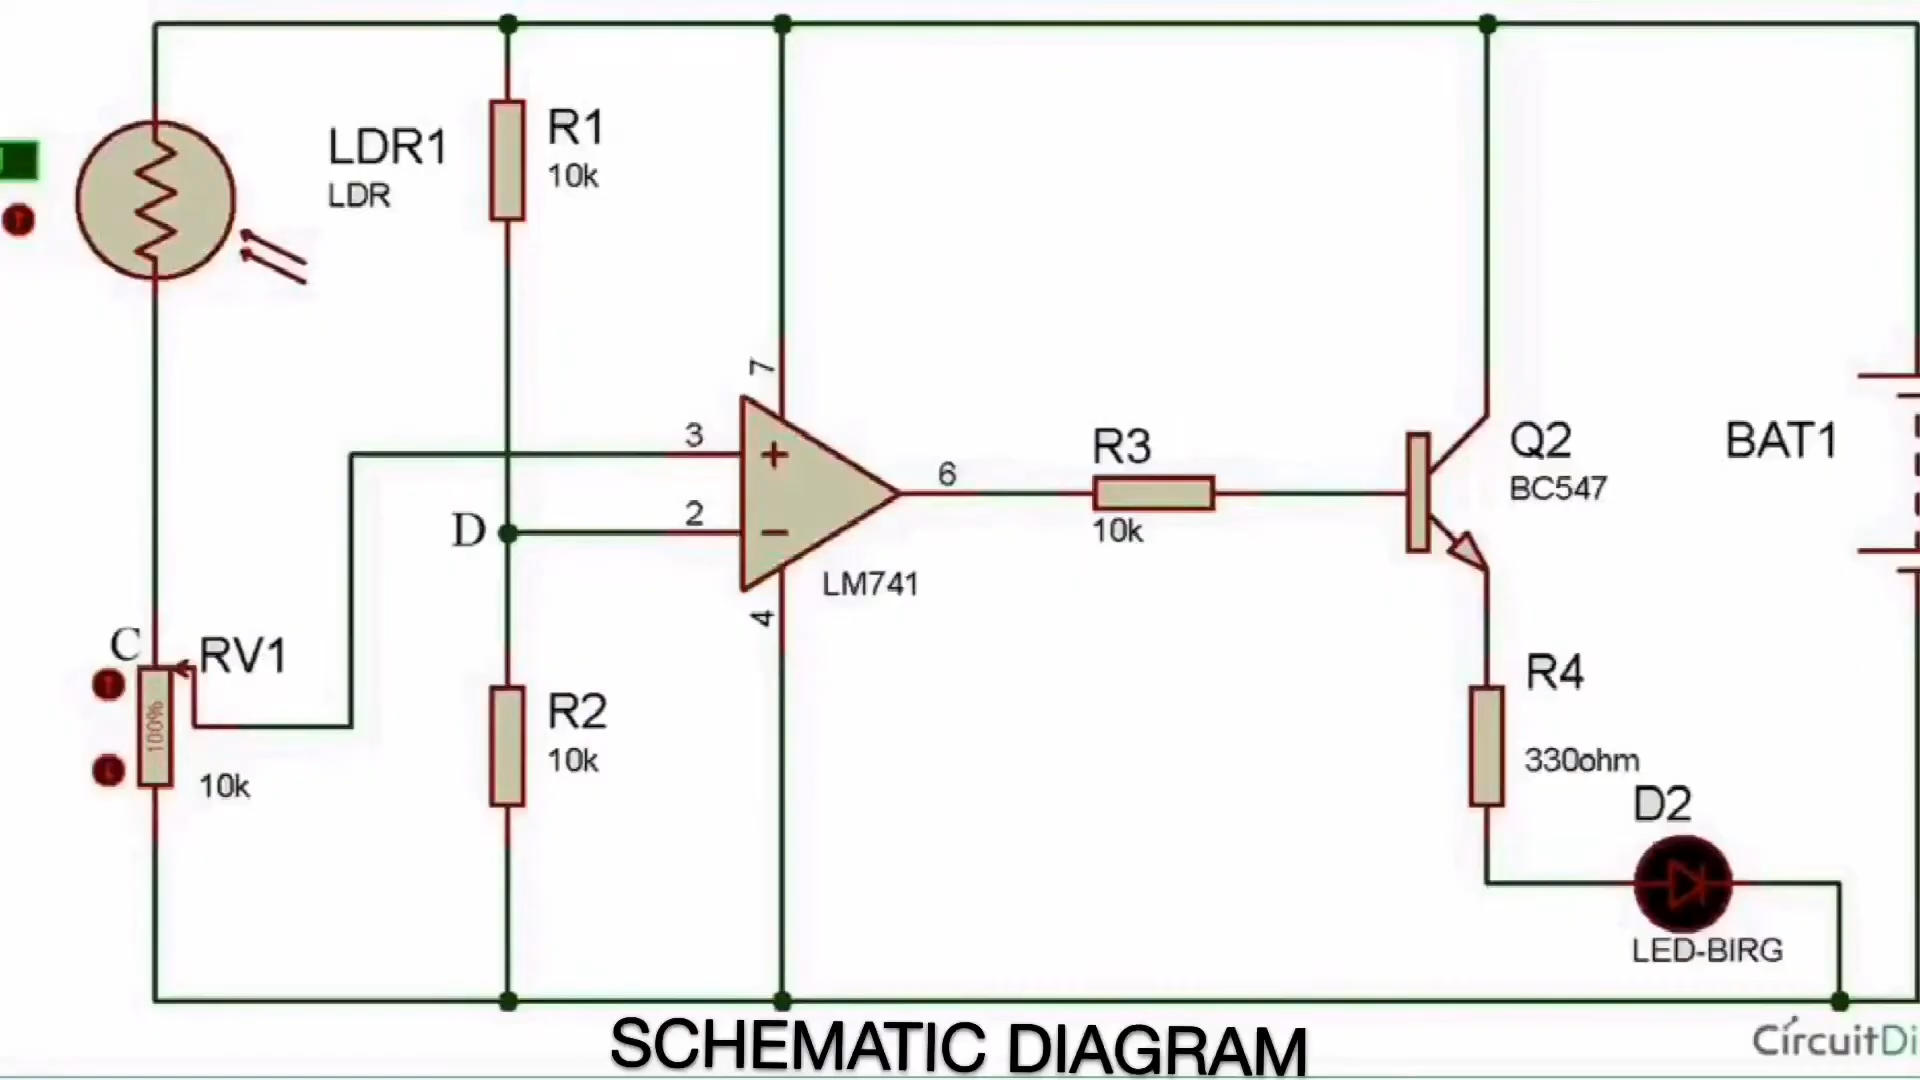 LDR1
LDR
R1
10k
7
3
+
6
R3
10k
Q2
BC547
BAT1
D
2
−
LM741
4
C
RV1
100%
10k
R2
10k
R4
330ohm
D2
LED-BIRG
SCHEMATIC DIAGRAM
CircuitDi